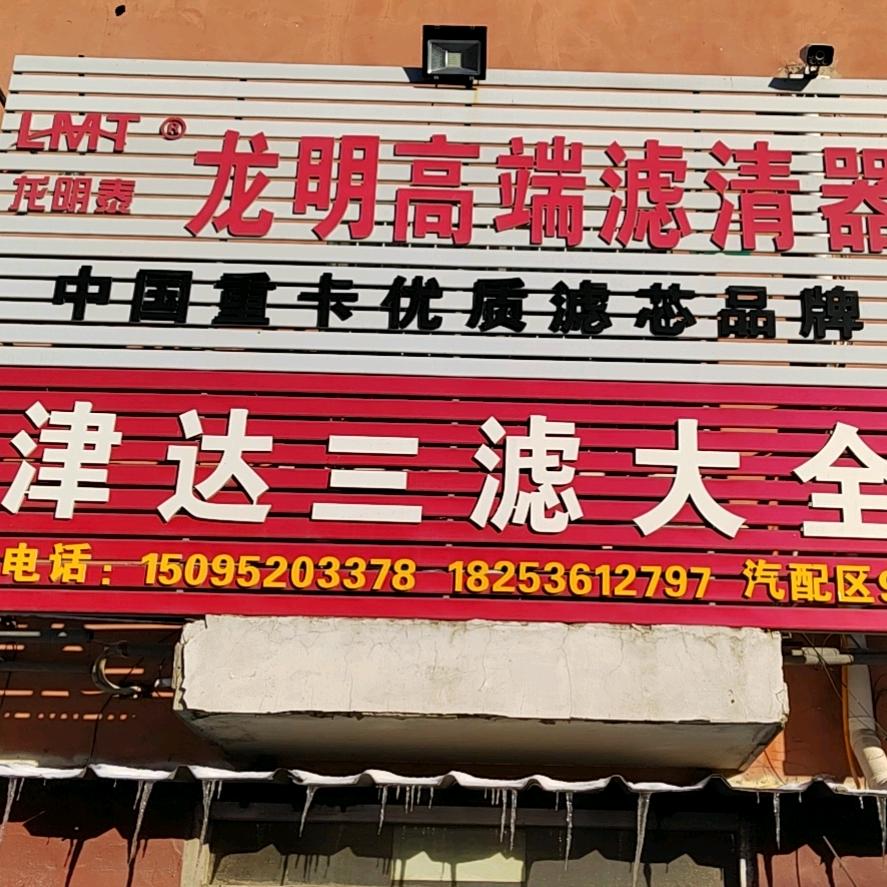 LMT®
龙明泰
龙明高端滤清器
中国重卡优质滤芯品牌
津达三滤大全
电话：15095203378 18253612797 汽配区9